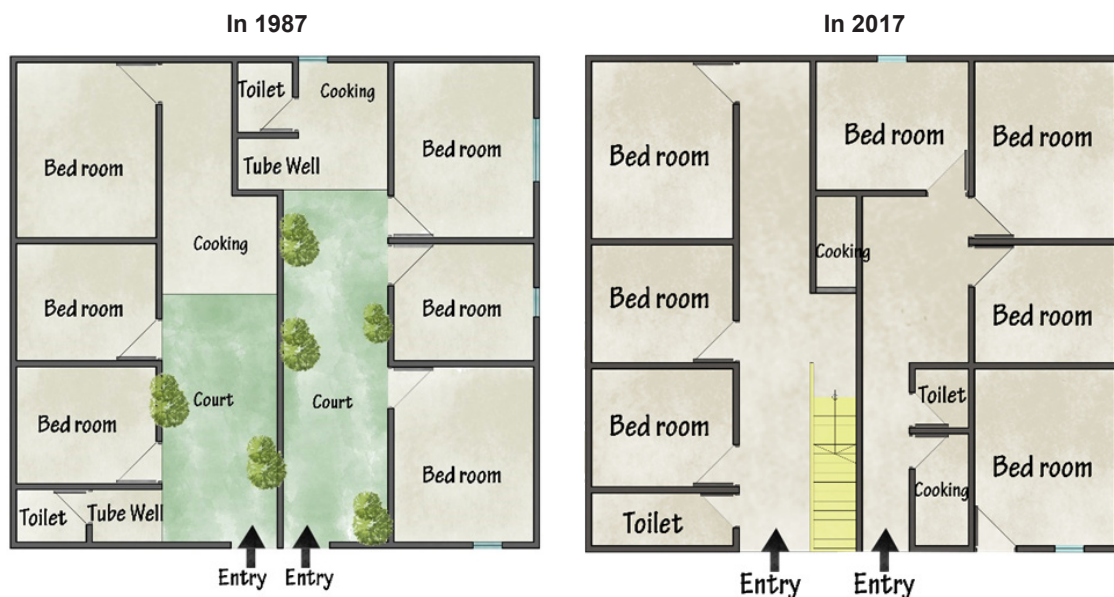 In 1987
Toilet
Cooking
Bed room
Bed room
Tube Well
Cooking
Bed room
Bed room
Bed room
Court
Court
Bed room
Toilet
Tube Well
Entry
Entry
In 2017
Bed room
Bed room
Bed room
Cooking
Bed room
Bed room
Toilet
Bed room
Bed room
Cooking
Toilet
Entry
Entry